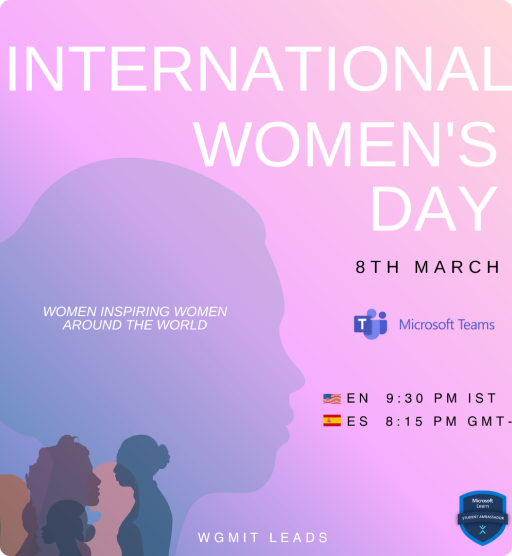 INTERNATIONAL
WOMEN'S
DAY
8TH MARCH
WOMEN INSPIRING WOMEN
AROUND THE WORLD
T Microsoft Teams
EN 9:30 PM IST
ES 8:15 PM GMT-
Microsoft
Learn
STUDENT AMBASSADOR
WGMIT LEADS